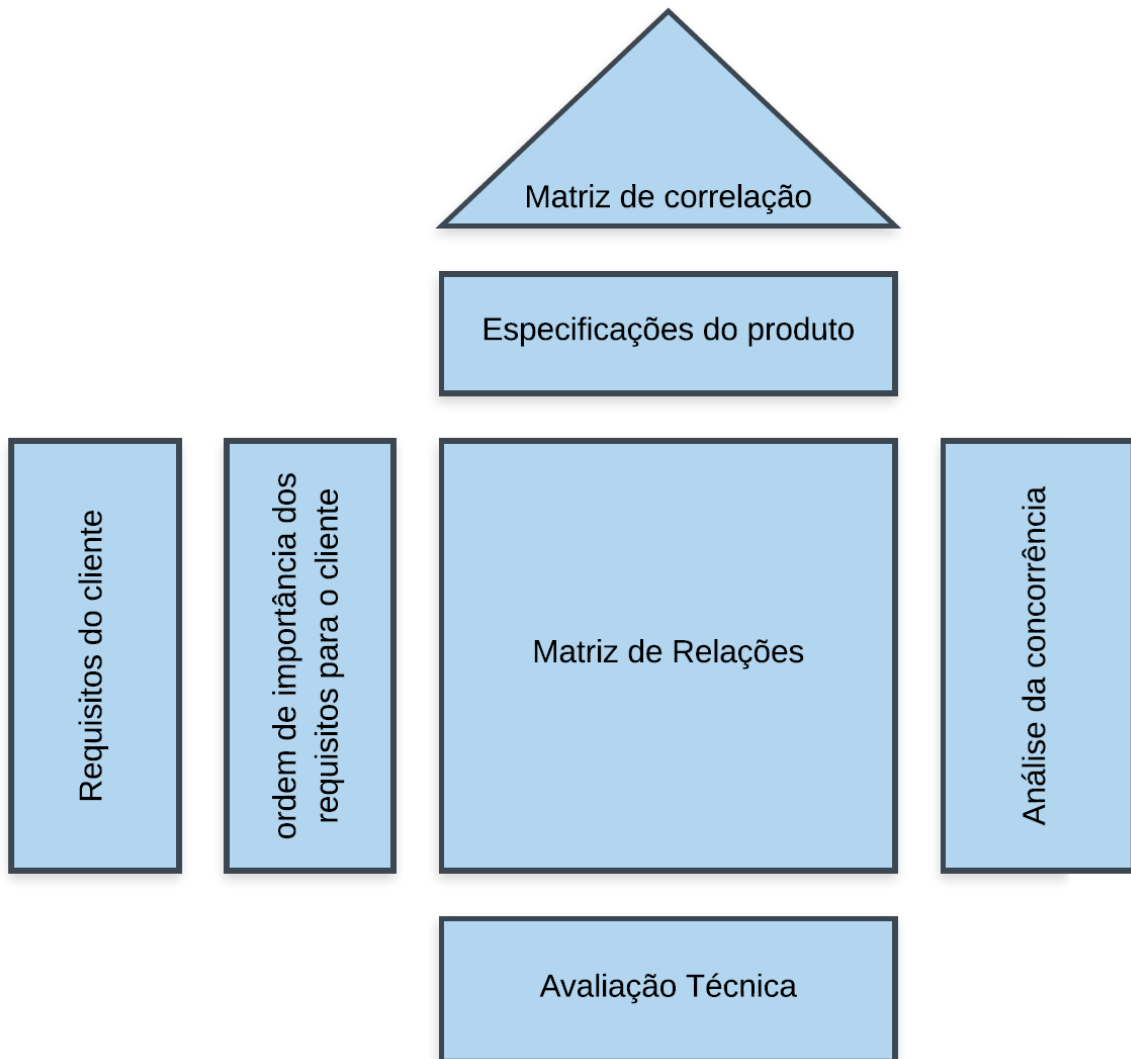 Matriz de correlação
Especificações do produto
Requisitos do cliente
ordem de importância dos
requisitos para o cliente
Matriz de Relações
Análise da concorrência
Avaliação Técnica